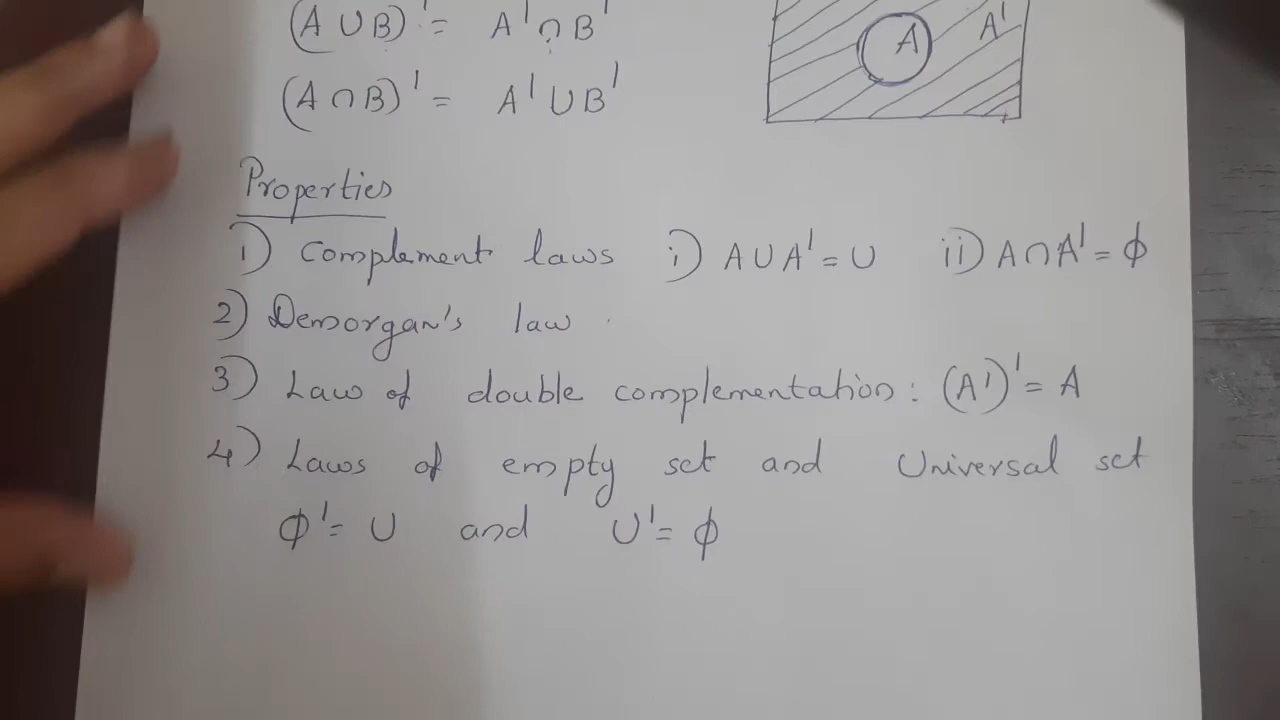 (A ∪ B)' = A' ∩ B'
(A ∩ B)' = A' ∪ B'
A A'
Properties
1) Complement laws i) A ∪ A' = U ii) A ∩ A' = ϕ
2) Demorgan's law
3) Law of double complementation : (A')' = A
4) Laws of empty set and Universal set
ϕ' = U and U' = ϕ